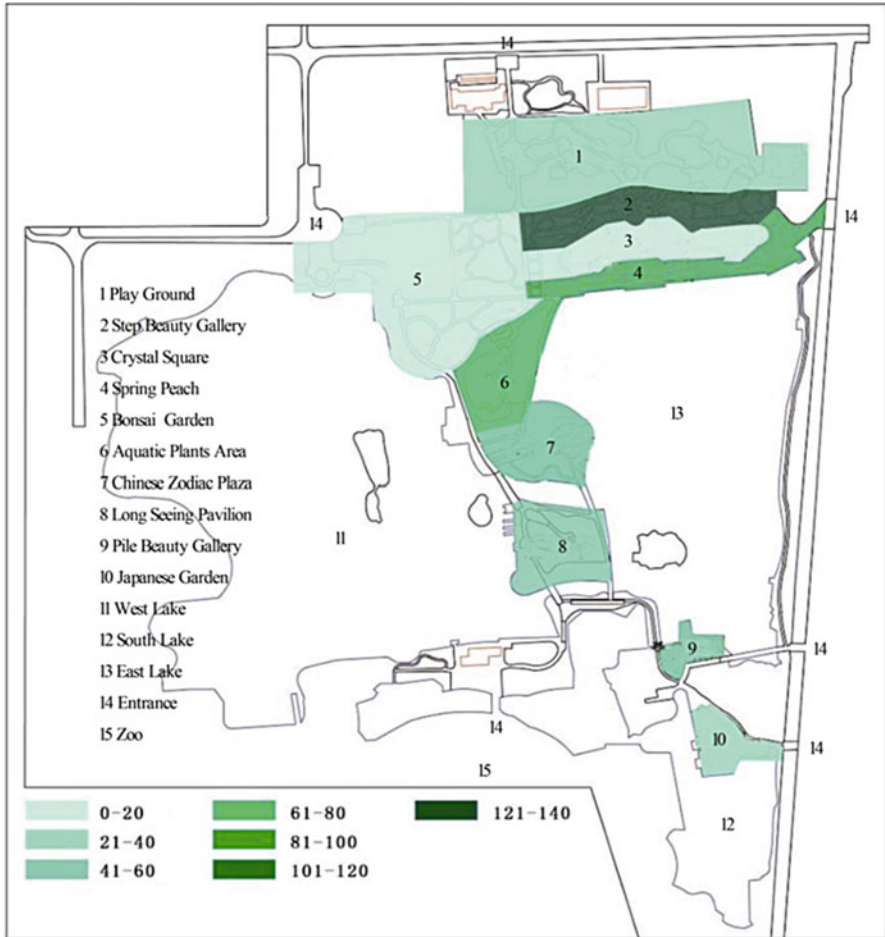 14
1
2
14
14
3
4
5
1 Play Ground
2 Step Beauty Gallery
3 Crystal Square
4 Spring Peach
5 Bonsai Garden
6 Aquatic Plants Area
7 Chinese Zodiac Plaza
8 Long Seeing Pavilion
9 Pile Beauty Gallery
10 Japanese Garden
11 West Lake
12 South Lake
13 East Lake
14 Entrance
15 Zoo
6
13
7
11
8
9
14
14
10
14
15
12
0-20
21-40
41-60
61-80
81-100
101-120
121-140